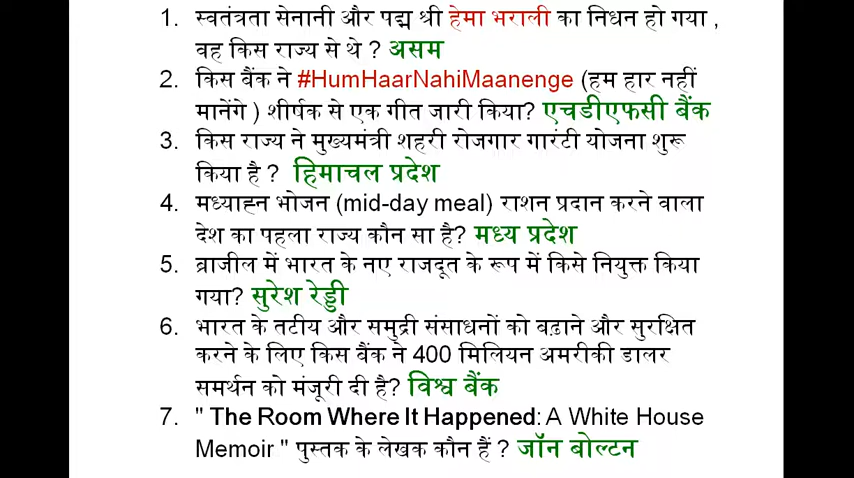 1. स्वतंत्रता सेनानी और पद्म श्री हेमा भराली का निधन हो गया ,
वह किस राज्य से थे ? असम
2. किस बैंक ने #HumHaarNahiMaanenge (हम हार नहीं
मानेंगे ) शीर्षक से एक गीत जारी किया? एचडीएफसी बैंक
3. किस राज्य ने मुख्यमंत्री शहरी रोजगार गारंटी योजना शुरू
किया है ? हिमाचल प्रदेश
4. मध्याह्न भोजन (mid-day meal) राशन प्रदान करने वाला
देश का पहला राज्य कौन सा है? मध्य प्रदेश
5. ब्राजील में भारत के नए राजदूत के रूप में किसे नियुक्त किया
गया? सुरेश रेड्डी
6. भारत के तटीय और समुद्री संसाधनों को बढ़ाने और सुरक्षित
करने के लिए किस बैंक ने 400 मिलियन अमरीकी डालर
समर्थन को मंजूरी दी है? विश्व बैंक
7. " The Room Where It Happened: A White House
Memoir " पुस्तक के लेखक कौन हैं ? जॉन बोल्टन